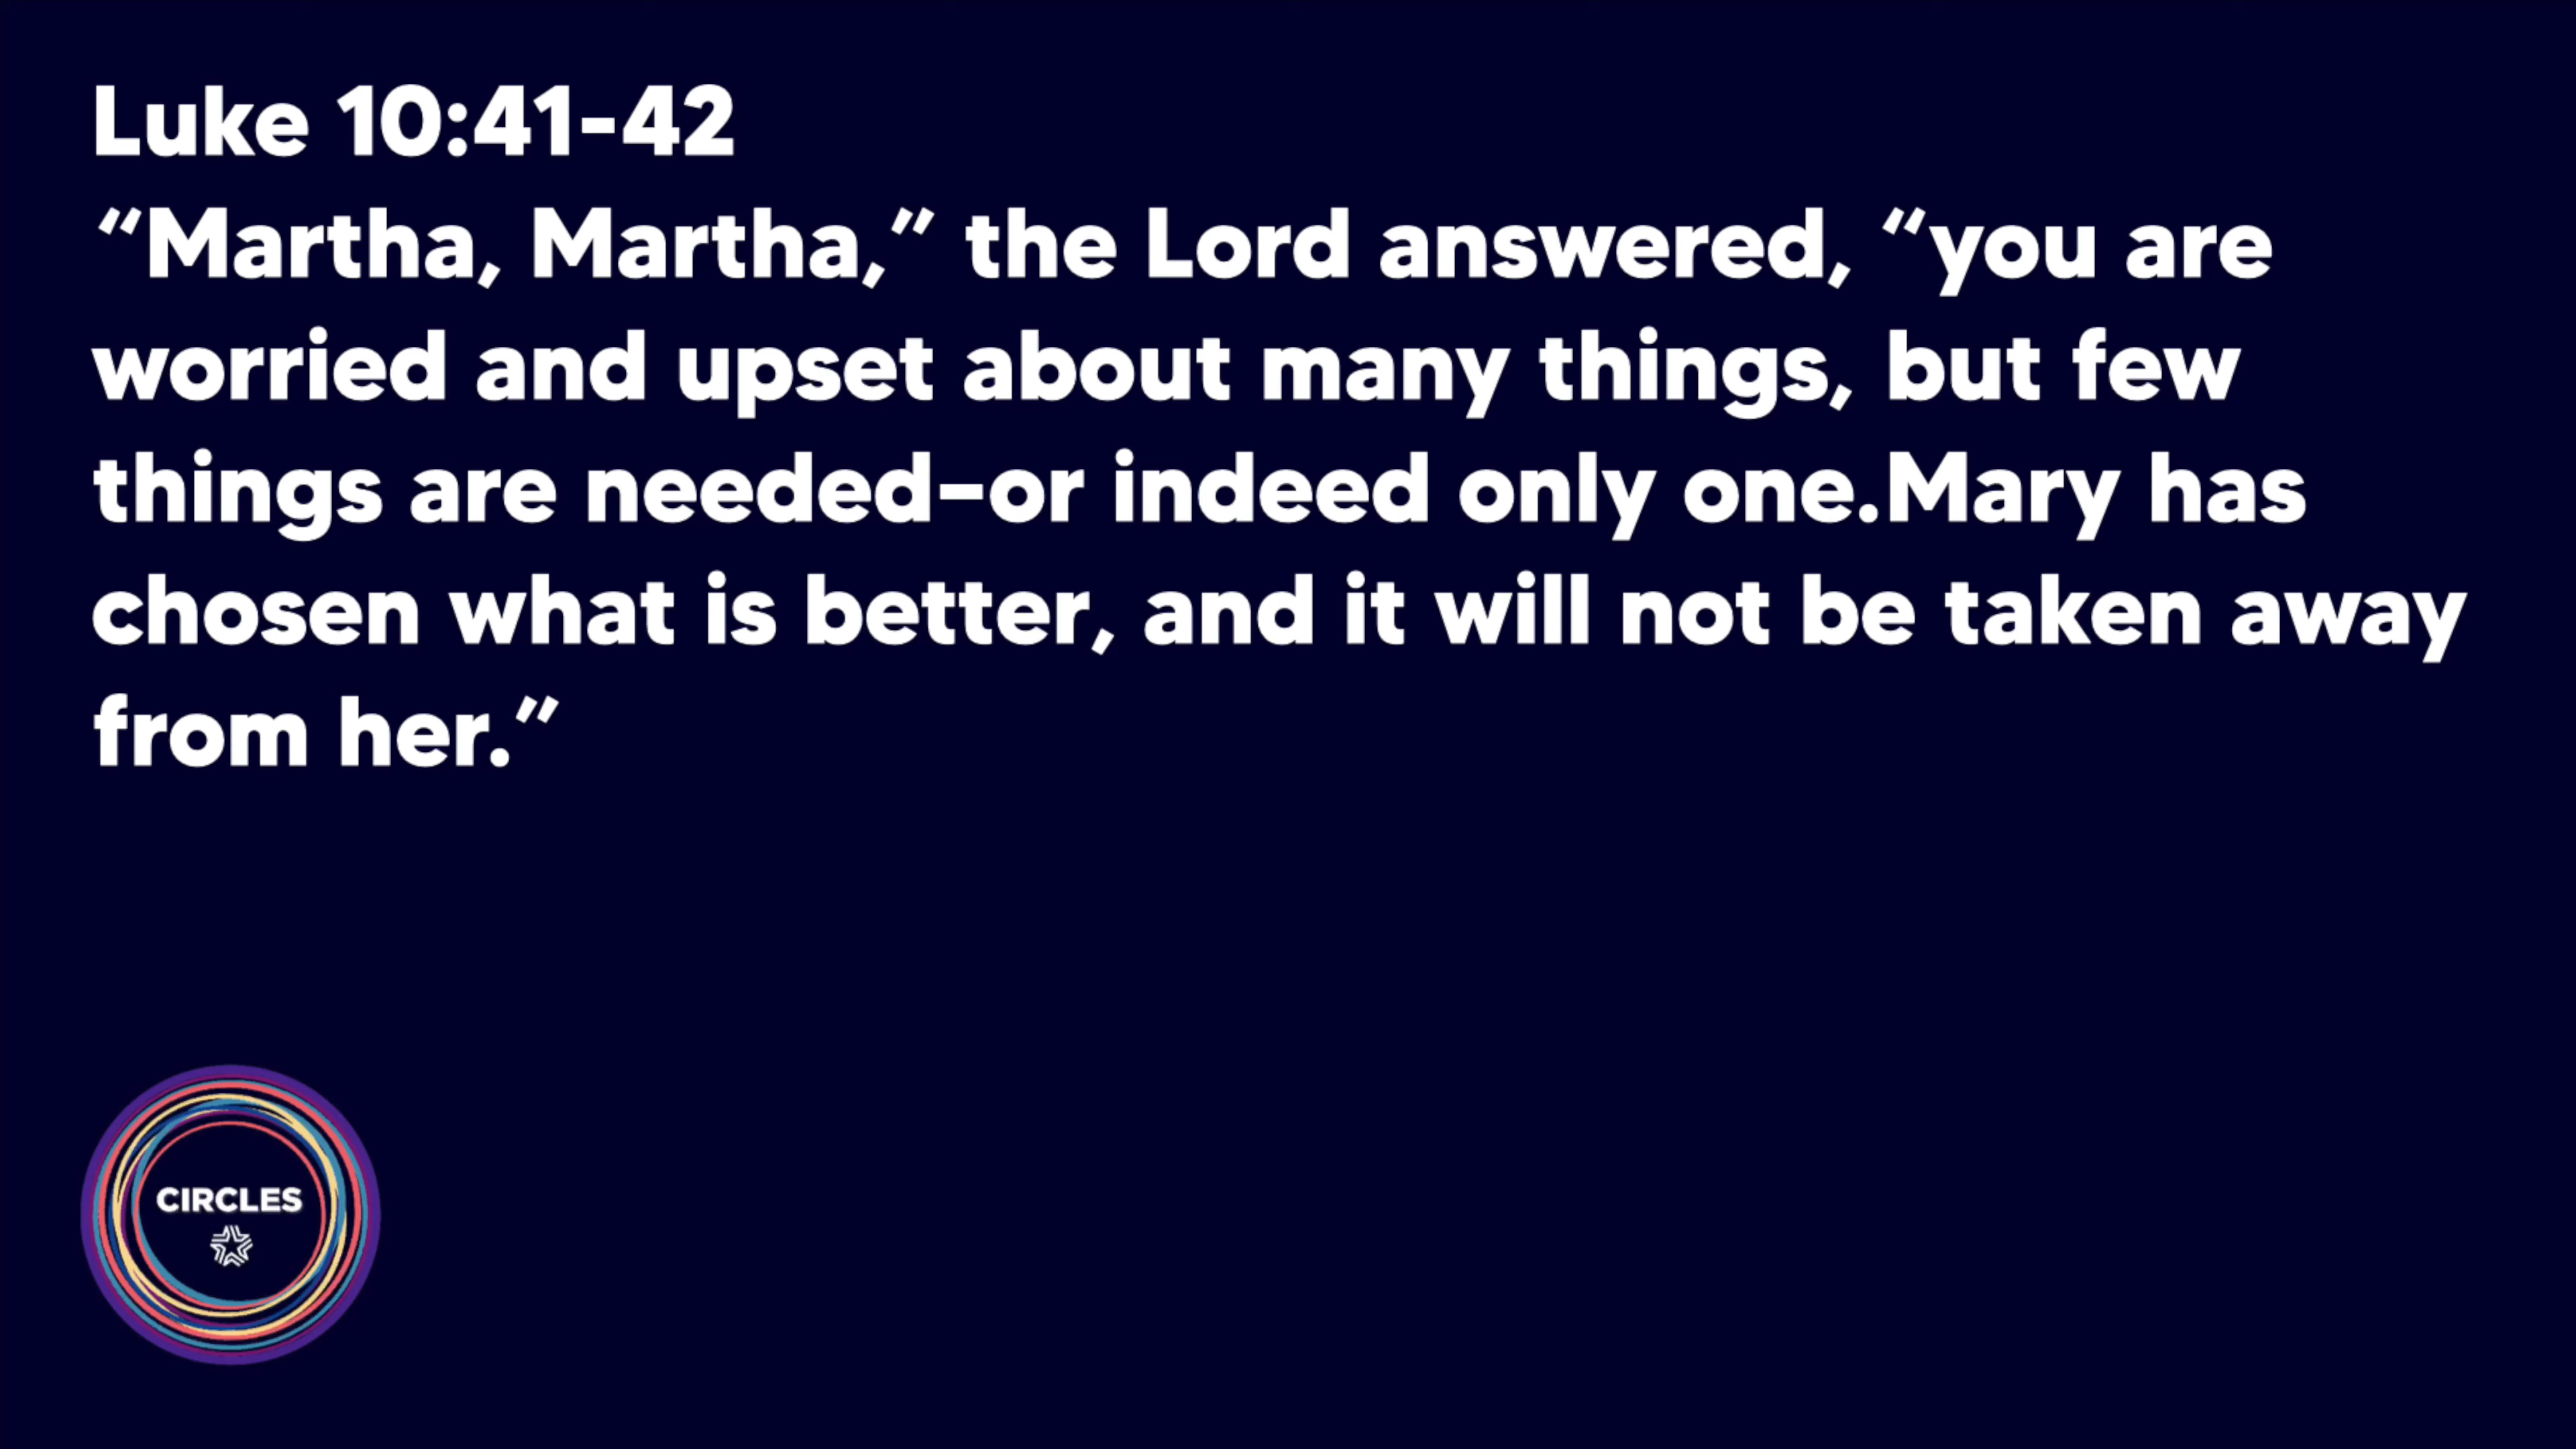 Luke 10:41-42
“Martha, Martha,” the Lord answered, “you are
worried and upset about many things, but few
things are needed–or indeed only one.Mary has
chosen what is better, and it will not be taken away
from her.”
CIRCLES